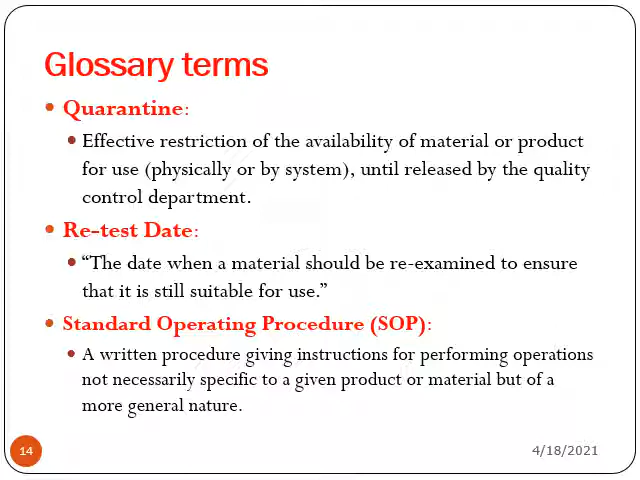 Glossary terms
• Quarantine:
• Effective restriction of the availability of material or product
for use (physically or by system), until released by the quality
control department.
• Re-test Date:
• “The date when a material should be re-examined to ensure
that it is still suitable for use.”
• Standard Operating Procedure (SOP):
• A written procedure giving instructions for performing operations
not necessarily specific to a given product or material but of a
more general nature.
14
4/18/2021